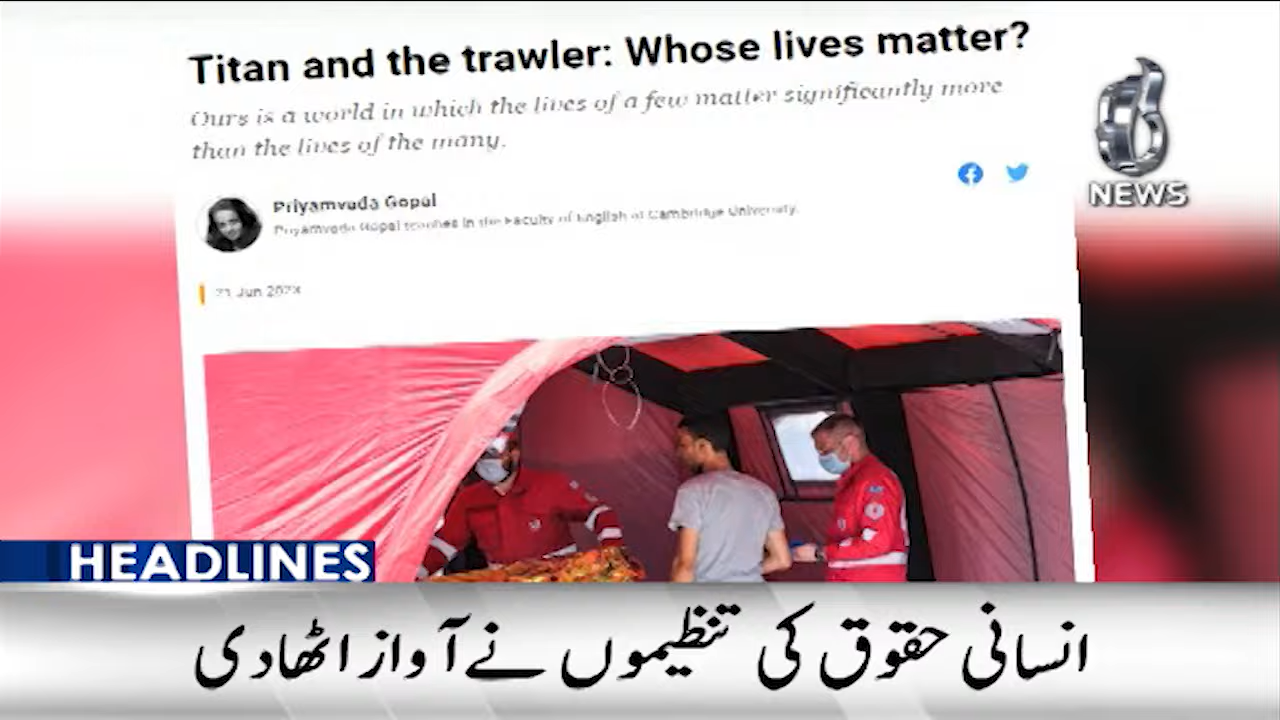 Titan and the trawler: Whose lives matter?
Ours is a world in which the lives of a few matter significantly more
than the lives of the many.
Priyamvada Gopal
Priyamvada Gopal teaches in the Faculty of English at Cambridge University.
Jun 2023
NEWS
HEADLINES
انسانی حقوق کی تنظیموں نے آواز اٹھادی